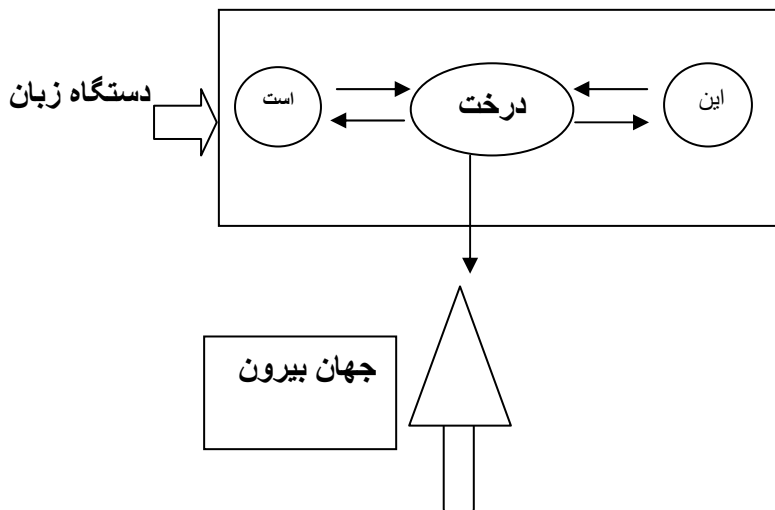 دستگاه زبان
این
درخت
است
جهان بیرون